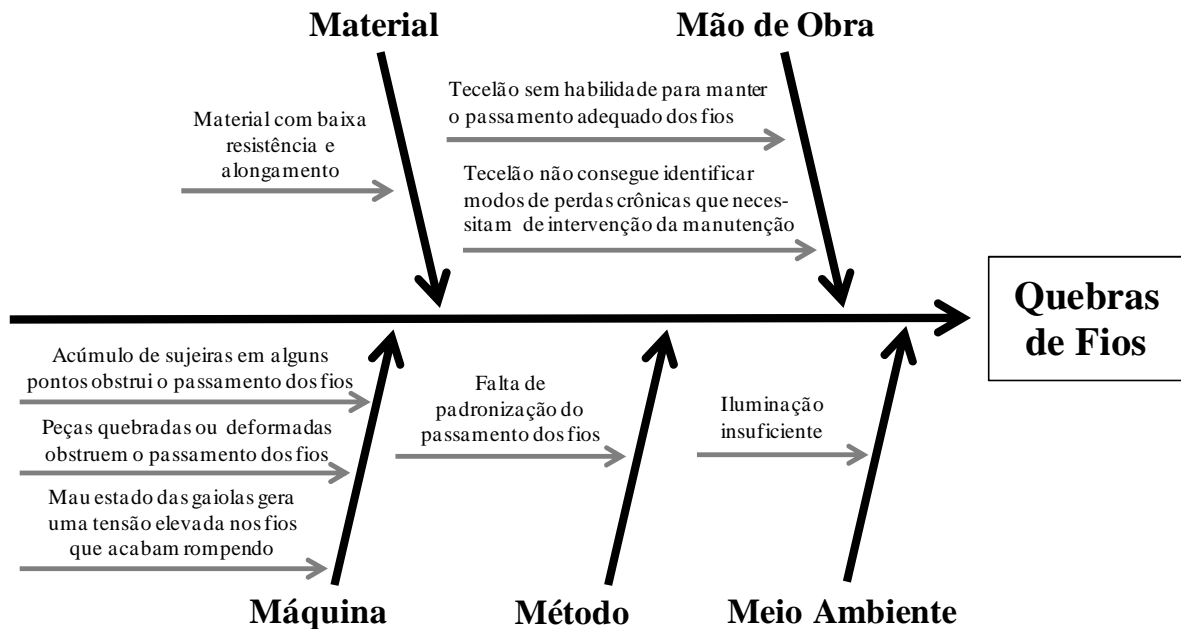 Material
Mão de Obra
Material com baixa
resistência e
alongamento
Tecelão sem habilidade para manter
o passamento adequado dos fios
Tecelão não consegue identificar
modos de perdas crônicas que neces-
sitam de intervenção da manutenção
Quebras
de Fios
Acúmulo de sujeiras em alguns
pontos obstrui o passamento dos fios
Peças quebradas ou deformadas
obstruem o passamento dos fios
Mau estado das gaiolas gera
uma tensão elevada nos fios
que acabam rompendo
Falta de
padronização do
passamento dos fios
Iluminação
insuficiente
Máquina
Método
Meio Ambiente